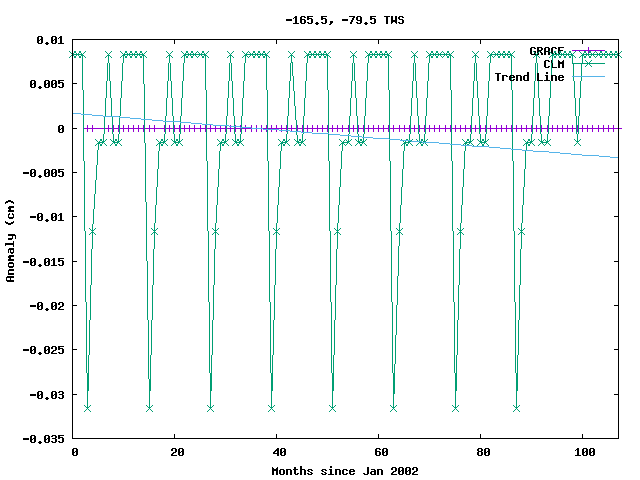 -165.5, -79.5 TWS
0.01
0.005
0
-0.005
-0.01
-0.015
-0.02
-0.025
-0.03
-0.035
GRACE
CLM
Trend Line
Anomaly (cm)
0 20 40 60 80 100
Months since Jan 2002